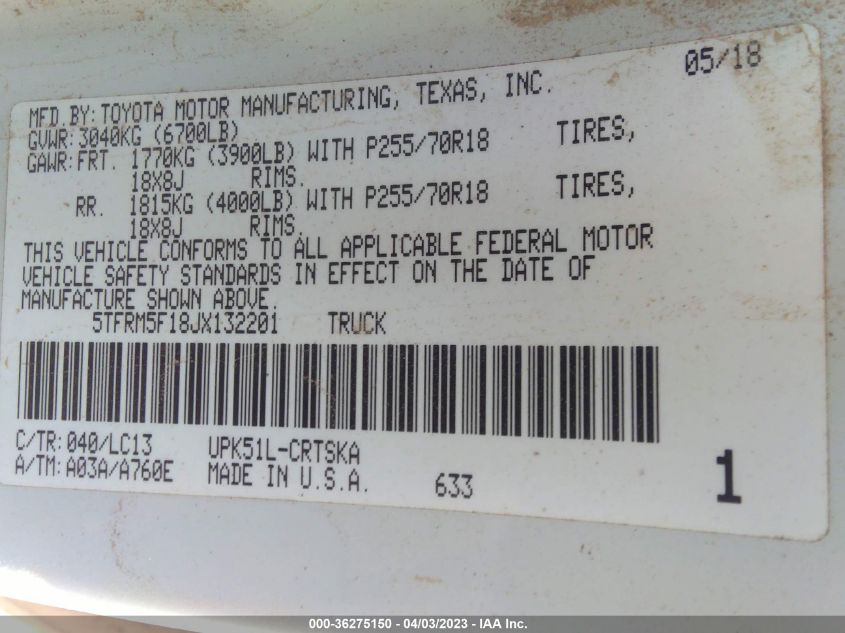 05/18
MFD.BY: TOYOTA MOTOR MANUFACTURING, TEXAS, INC.
GVWR: 3040KG (6700LB)
GAWR: FRT. 1770KG (3900LB) WITH P255/70R18 TIRES,
18X8J RIMS.
RR. 1815KG (4000LB) WITH P255/70R18 TIRES,
18X8J RIMS.
THIS VEHICLE CONFORMS TO ALL APPLICABLE FEDERAL MOTOR
VEHICLE SAFETY STANDARDS IN EFFECT ON THE DATE OF
MANUFACTURE SHOWN ABOVE.
5TFRM5F18JX132201 TRUCK
C/TR: 040/LC13 UPK51L-CRTSKA
A/TM: A03A/A760E MADE IN U.S.A. 633 1
000-36275150 - 04/03/2023 - IAA Inc.